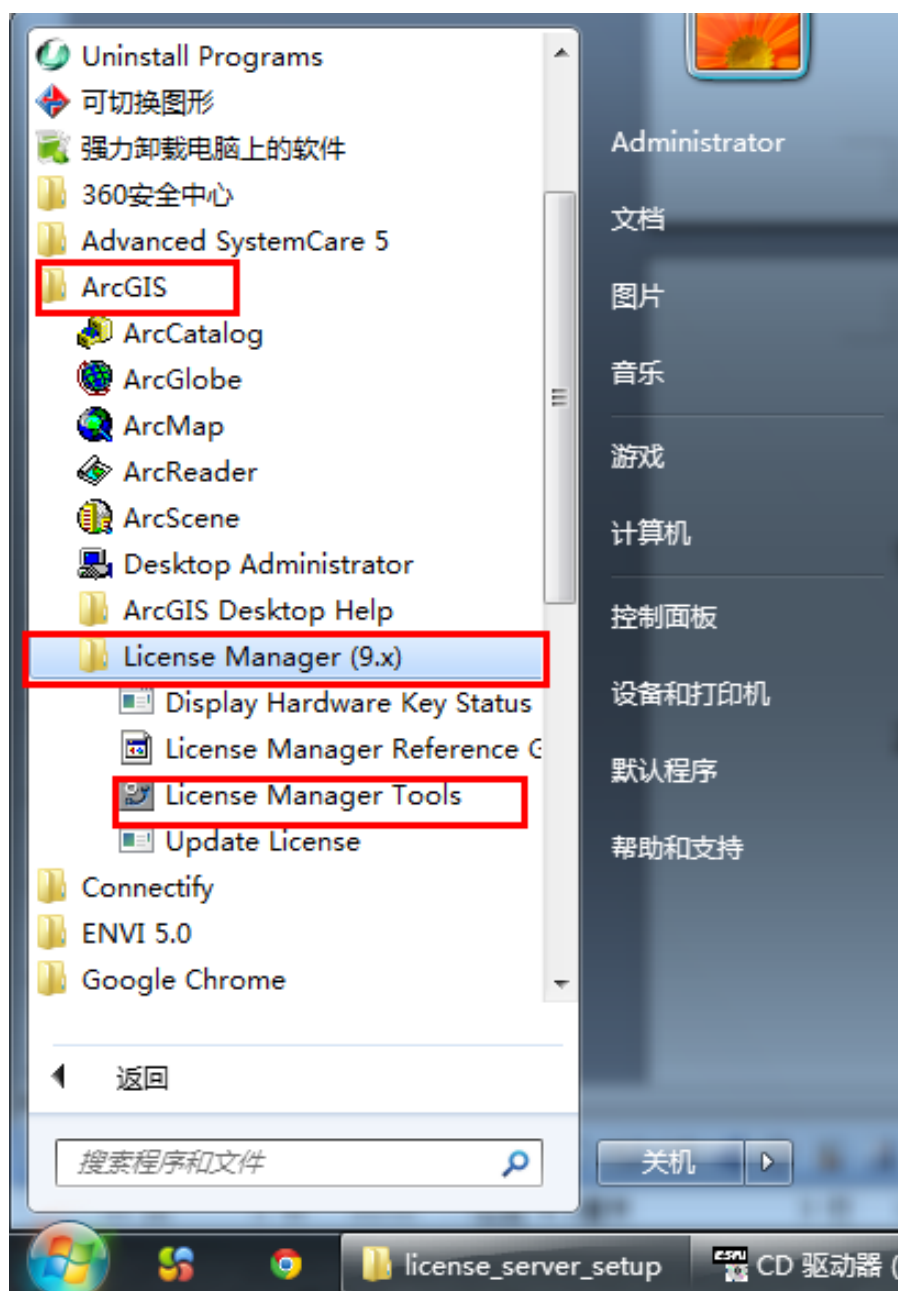 Uninstall Programs
可切换图形
强力卸载电脑上的软件
360安全中心
Advanced SystemCare 5
ArcGIS
ArcCatalog
ArcGlobe
ArcMap
ArcReader
ArcScene
Desktop Administrator
ArcGIS Desktop Help
License Manager (9.x)
Display Hardware Key Status
License Manager Reference G
License Manager Tools
Update License
Connectify
ENVI 5.0
Google Chrome
返回
搜索程序和文件
Administrator
文档
图片
音乐
游戏
计算机
控制面板
设备和打印机
默认程序
帮助和支持
关机
license_server_setup
esri CD 驱动器 (